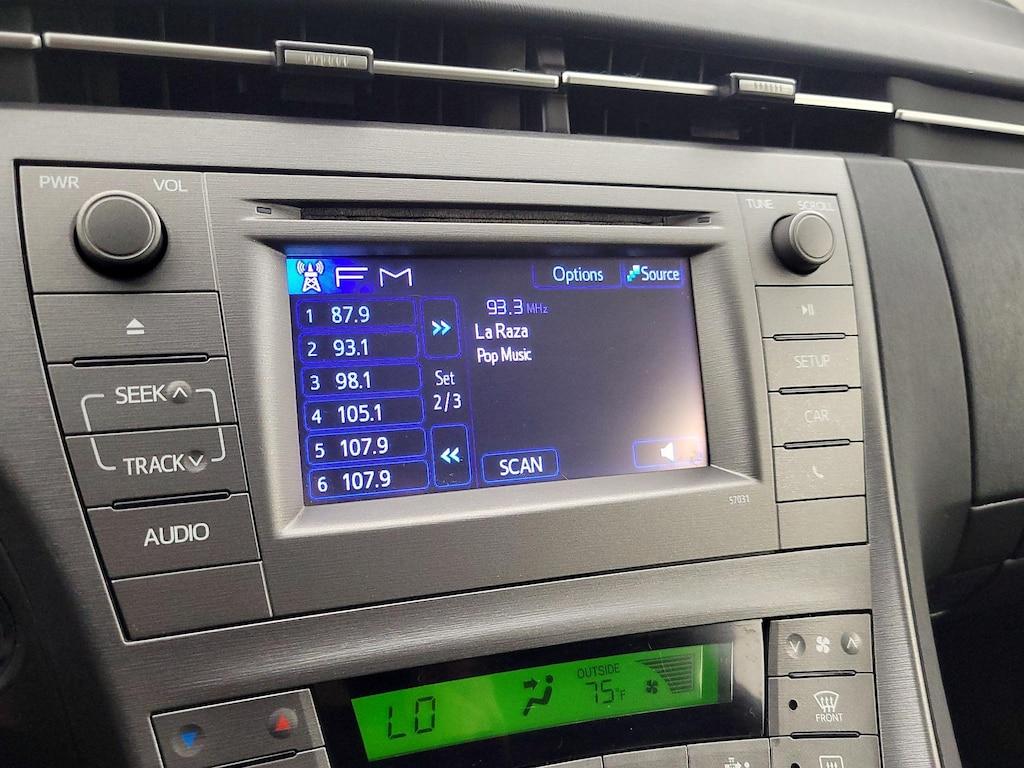 PWR VOL
TUNE SCROLL
FM Options Source
1 87.9
2 93.1
3 98.1
4 105.1
5 107.9
6 107.9
Set
2/3
93.3 MHz
La Raza
Pop Music
SCAN
SEEK
TRACK
AUDIO
SETUP
CAR
57031
LO
OUTSIDE
75°F
FRONT